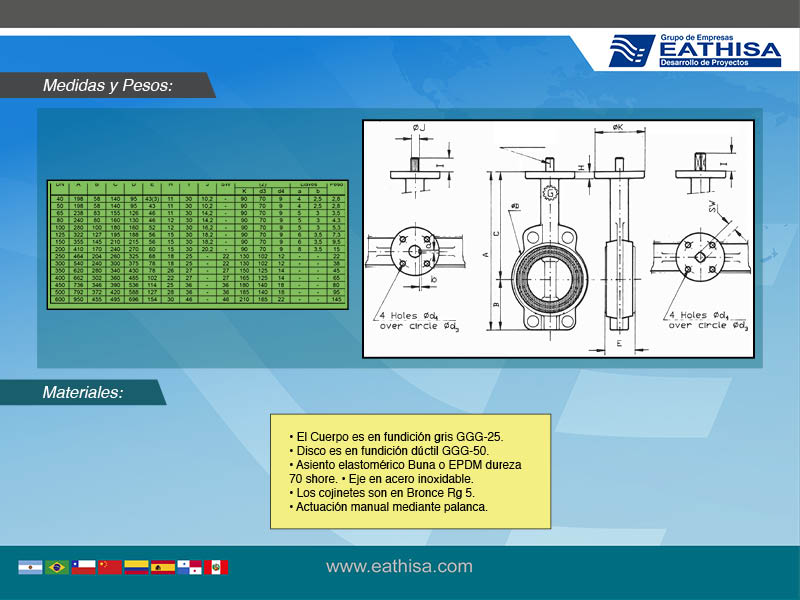 Grupo de Empresas
EATHISA
Desarrollo de Proyectos
Medidas y Pesos:
DN A B C D E H T J SW (2) Llaves Peso
K d3 d4 a b
40 198 58 140 95 43(3) 11 30 10,2 - 90 70 9 4 2,5 2,8
50 198 58 140 95 43 11 30 10,2 - 90 70 9 4 2,5 2,8
65 238 83 155 126 46 11 30 14,2 - 90 70 9 5 3 3,5
80 240 80 160 130 46 12 30 14,2 - 90 70 9 5 3 4,3
100 280 100 180 160 52 12 30 16,2 - 90 70 9 5 3 5,3
125 322 127 195 188 56 15 30 18,2 - 90 70 9 6 3,5 7,3
150 355 145 210 215 56 15 30 18,2 - 90 70 9 6 3,5 9,5
200 410 170 240 270 60 15 30 20,2 - 90 70 9 8 15
250 464 204 260 325 68 18 25 - 22 130 102 12 - - 22
300 540 240 300 375 78 18 25 - 22 130 102 12 - - 38
350 620 280 340 430 78 26 27 - 27 150 125 14 - - 45
400 662 302 360 485 102 22 27 - 27 165 125 14 - - 65
450 736 346 390 536 114 25 36 - 36 180 140 18 - - 80
500 792 372 420 588 127 28 36 - 36 185 140 18 - - 95
600 950 455 495 696 154 30 46 - 46 210 165 22 - - 145
ØJ
I
ØK
H
I
G
ØD
SW
A
C
B
a
b
E
4 Holes Ød4
over circle Ød3
4 Holes Ød4
over circle Ød3
Materiales:
• El Cuerpo es en fundición gris GGG-25.
• Disco es en fundición dúctil GGG-50.
• Asiento elastomérico Buna o EPDM dureza
70 shore. • Eje en acero inoxidable.
• Los cojinetes son en Bronce Rg 5.
• Actuación manual mediante palanca.
www.eathisa.com